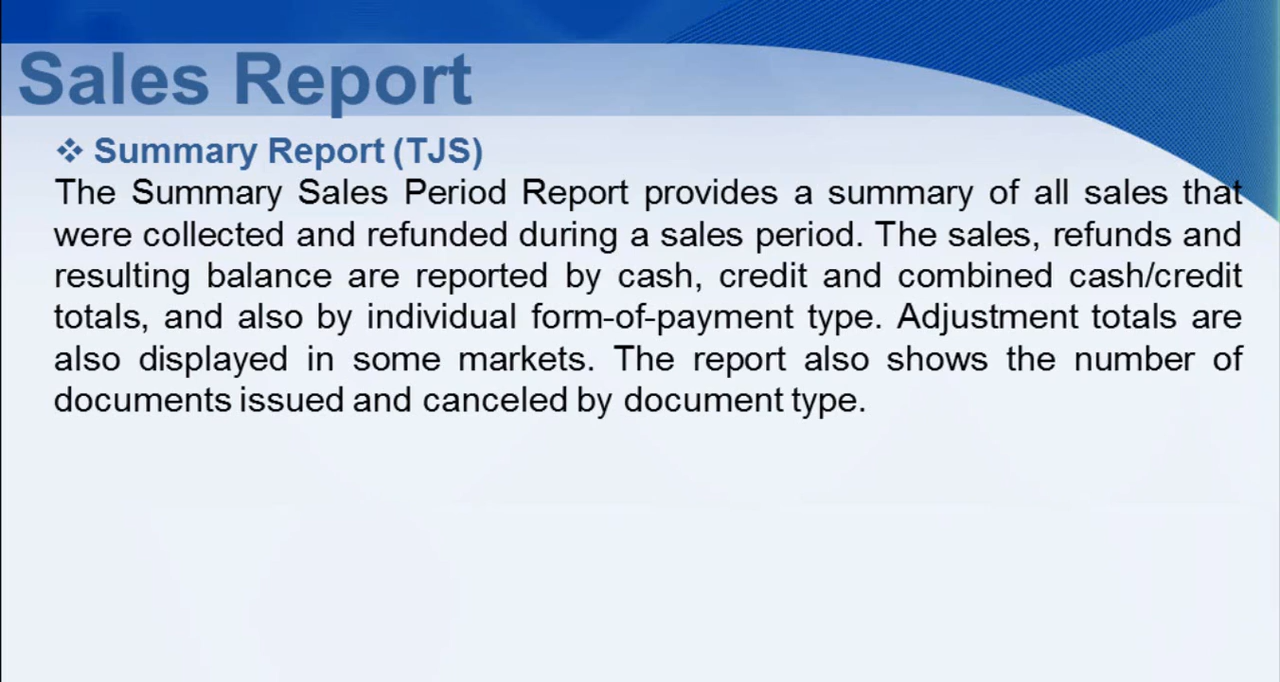 Sales Report
❖ Summary Report (TJS)
The Summary Sales Period Report provides a summary of all sales that
were collected and refunded during a sales period. The sales, refunds and
resulting balance are reported by cash, credit and combined cash/credit
totals, and also by individual form-of-payment type. Adjustment totals are
also displayed in some markets. The report also shows the number of
documents issued and canceled by document type.